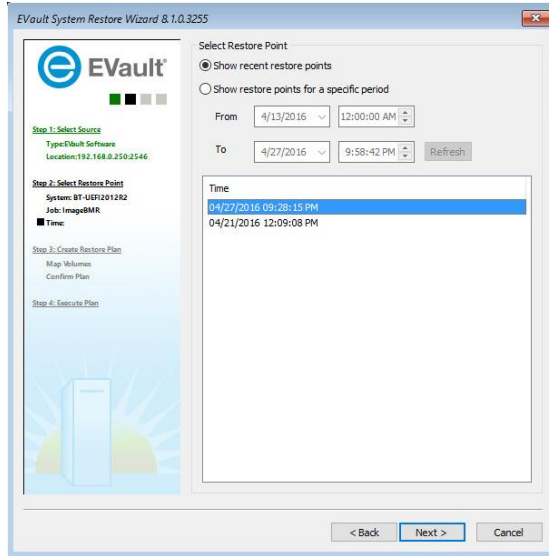 EVault System Restore Wizard 8.1.0.3255
EVault
Step 1: Select Source
Type:EVault Software
Location:192.168.0.250:2546
Step 2: Select Restore Point
System: BT-UEFI2012R2
Job: ImageBMR
Time:
Step 3: Create Restore Plan
Map Volumes
Confirm Plan
Step 4: Execute Plan
Select Restore Point
Show recent restore points
Show restore points for a specific period
From 4/13/2016 12:00:00 AM
To 4/27/2016 9:58:42 PM Refresh
Time
04/27/2016 09:28:15 PM
04/21/2016 12:09:08 PM
< Back Next > Cancel